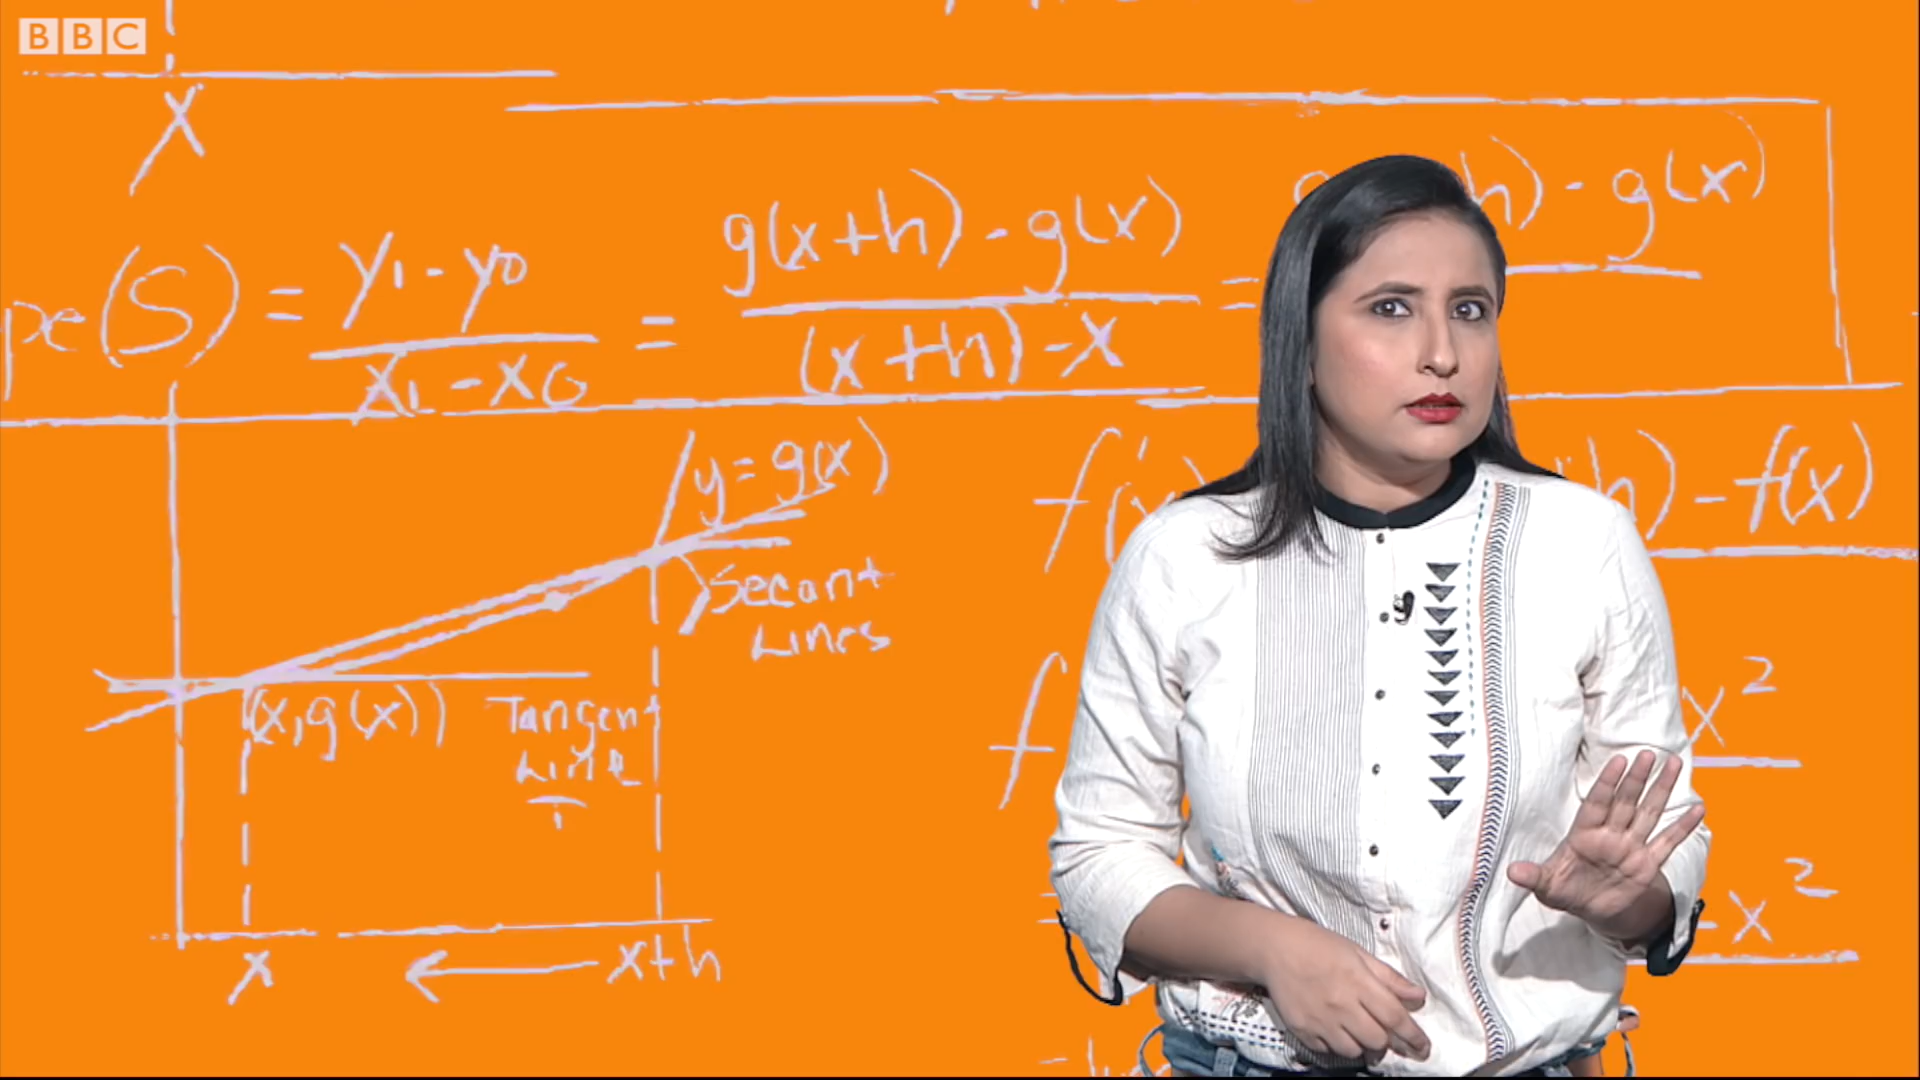 BBC
x
g(x+h) - g(x)
h) - g(x)
pe(S) = y₁ - y₀ / x₁ - x₀ = g(x+h) - g(x) / (x+h) - x =
y = g(x)
Secant
Lines
(x, g(x))
Tangent
Line
x
x+h
h) - f(x)
x²
-x²